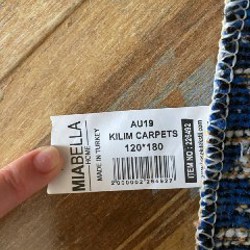 MIABELLA
HOME
MADE IN TURKEY
AU19
KILIM CARPETS
120*180
ITEM NO : 226492